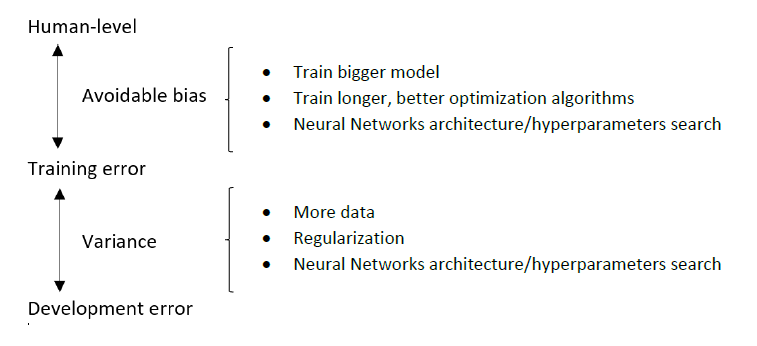 Human-level
Avoidable bias
• Train bigger model
• Train longer, better optimization algorithms
• Neural Networks architecture/hyperparameters search
Training error
Variance
• More data
• Regularization
• Neural Networks architecture/hyperparameters search
Development error